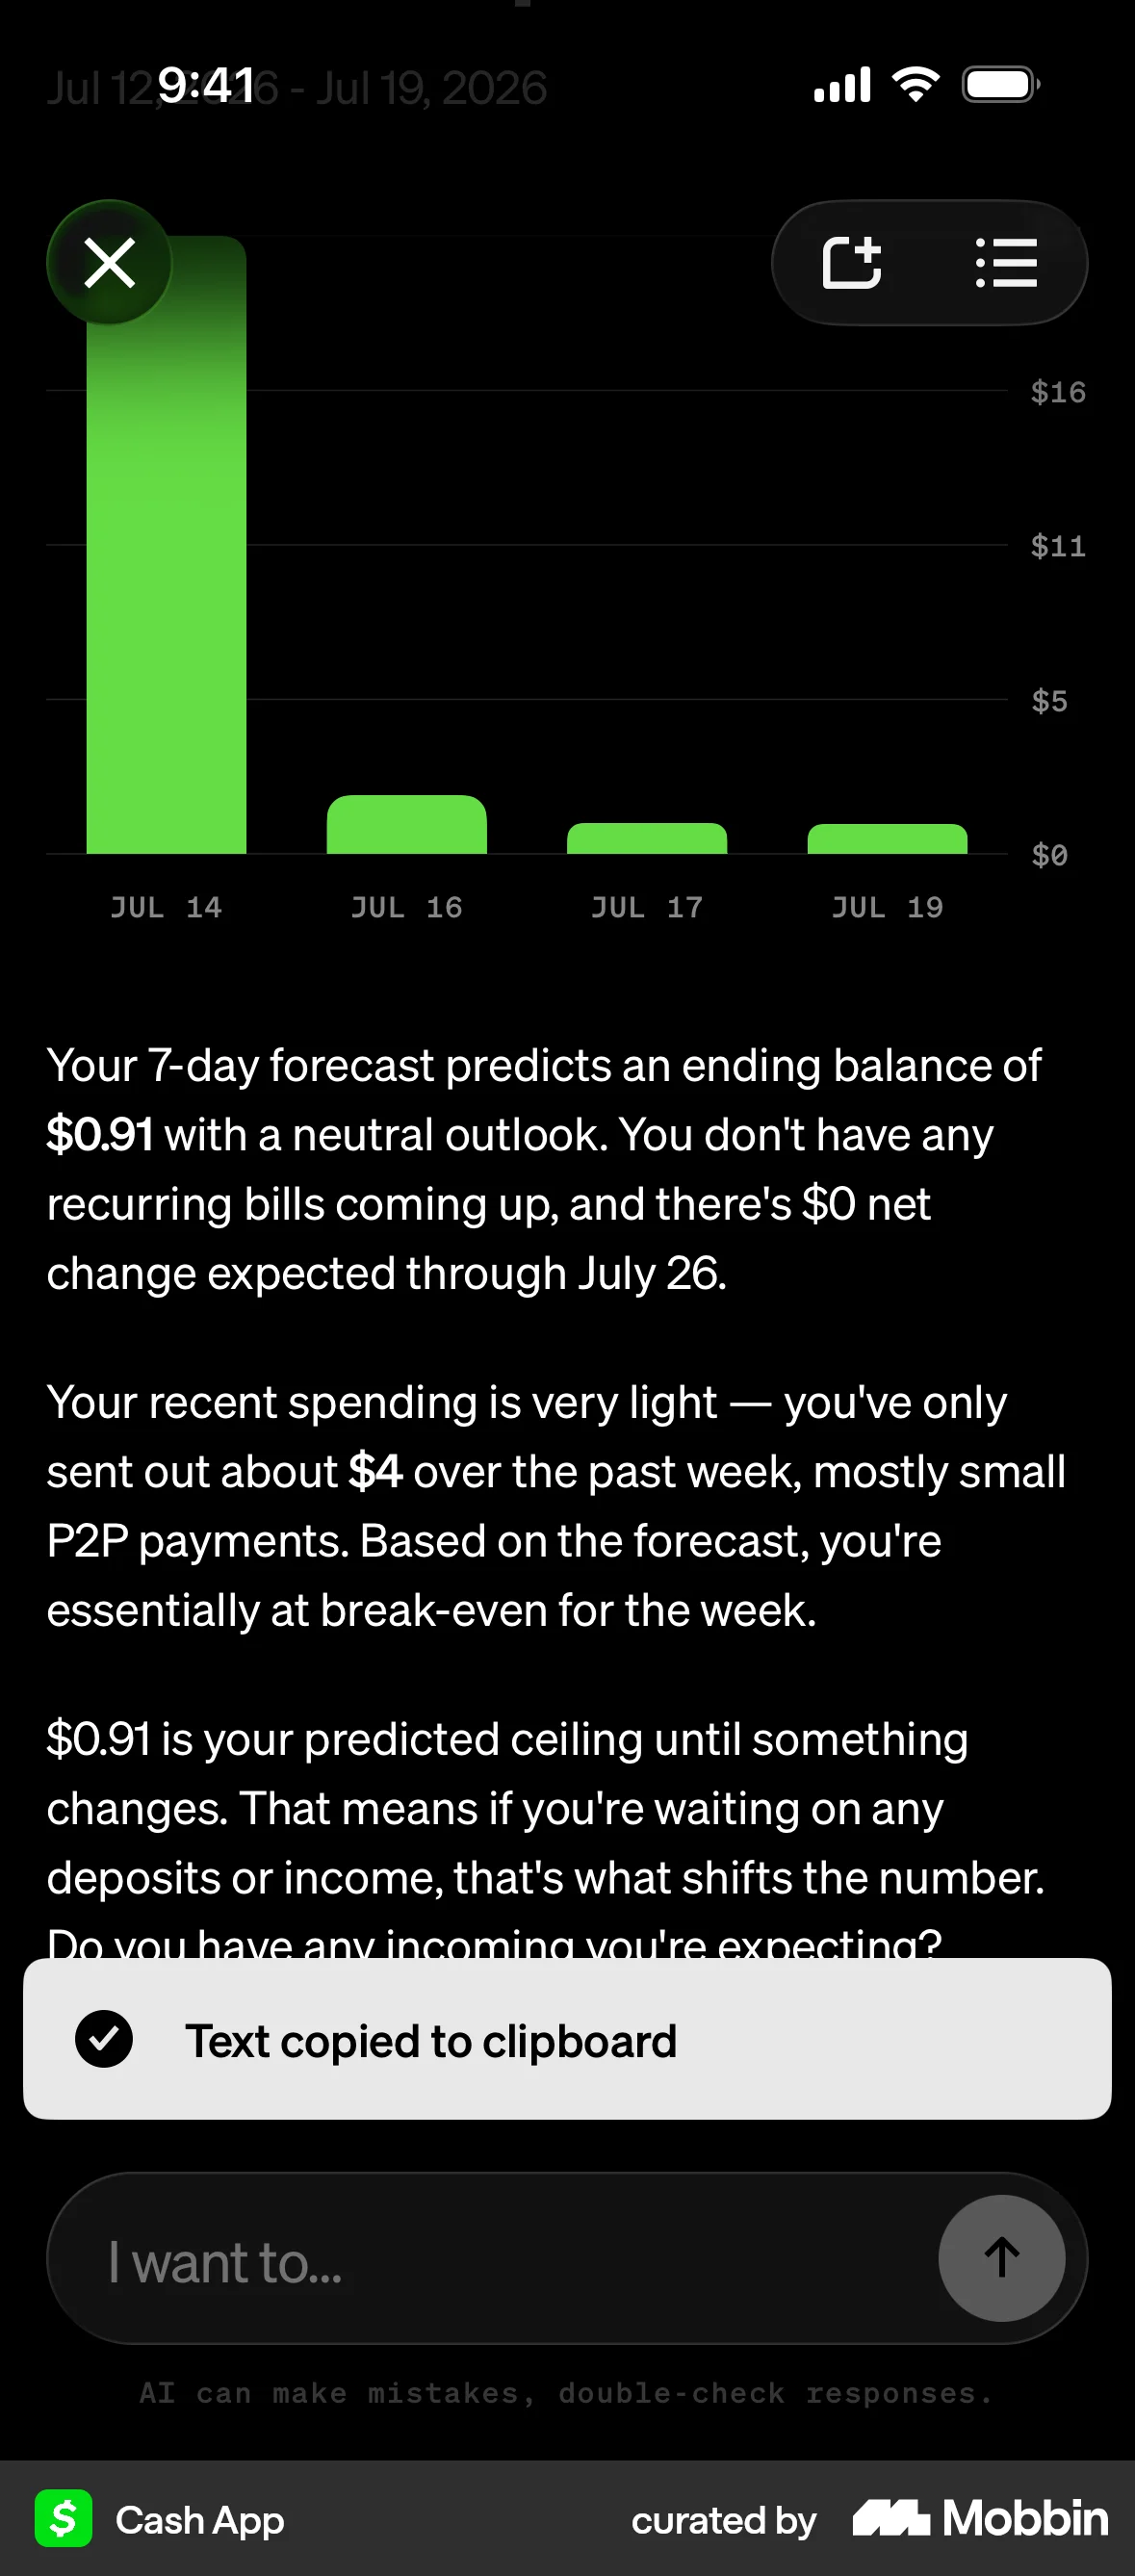 9:41
Jul 12, 2026 - Jul 19, 2026
$16
$11
$5
$0
JUL 14
JUL 16
JUL 17
JUL 19
Your 7-day forecast predicts an ending balance of
$0.91 with a neutral outlook. You don't have any
recurring bills coming up, and there's $0 net
change expected through July 26.
Your recent spending is very light — you've only
sent out about $4 over the past week, mostly small
P2P payments. Based on the forecast, you're
essentially at break-even for the week.
$0.91 is your predicted ceiling until something
changes. That means if you're waiting on any
deposits or income, that's what shifts the number.
Do you have any incoming you're expecting?
Text copied to clipboard
I want to...
AI can make mistakes, double-check responses.
Cash App
curated by Mobbin